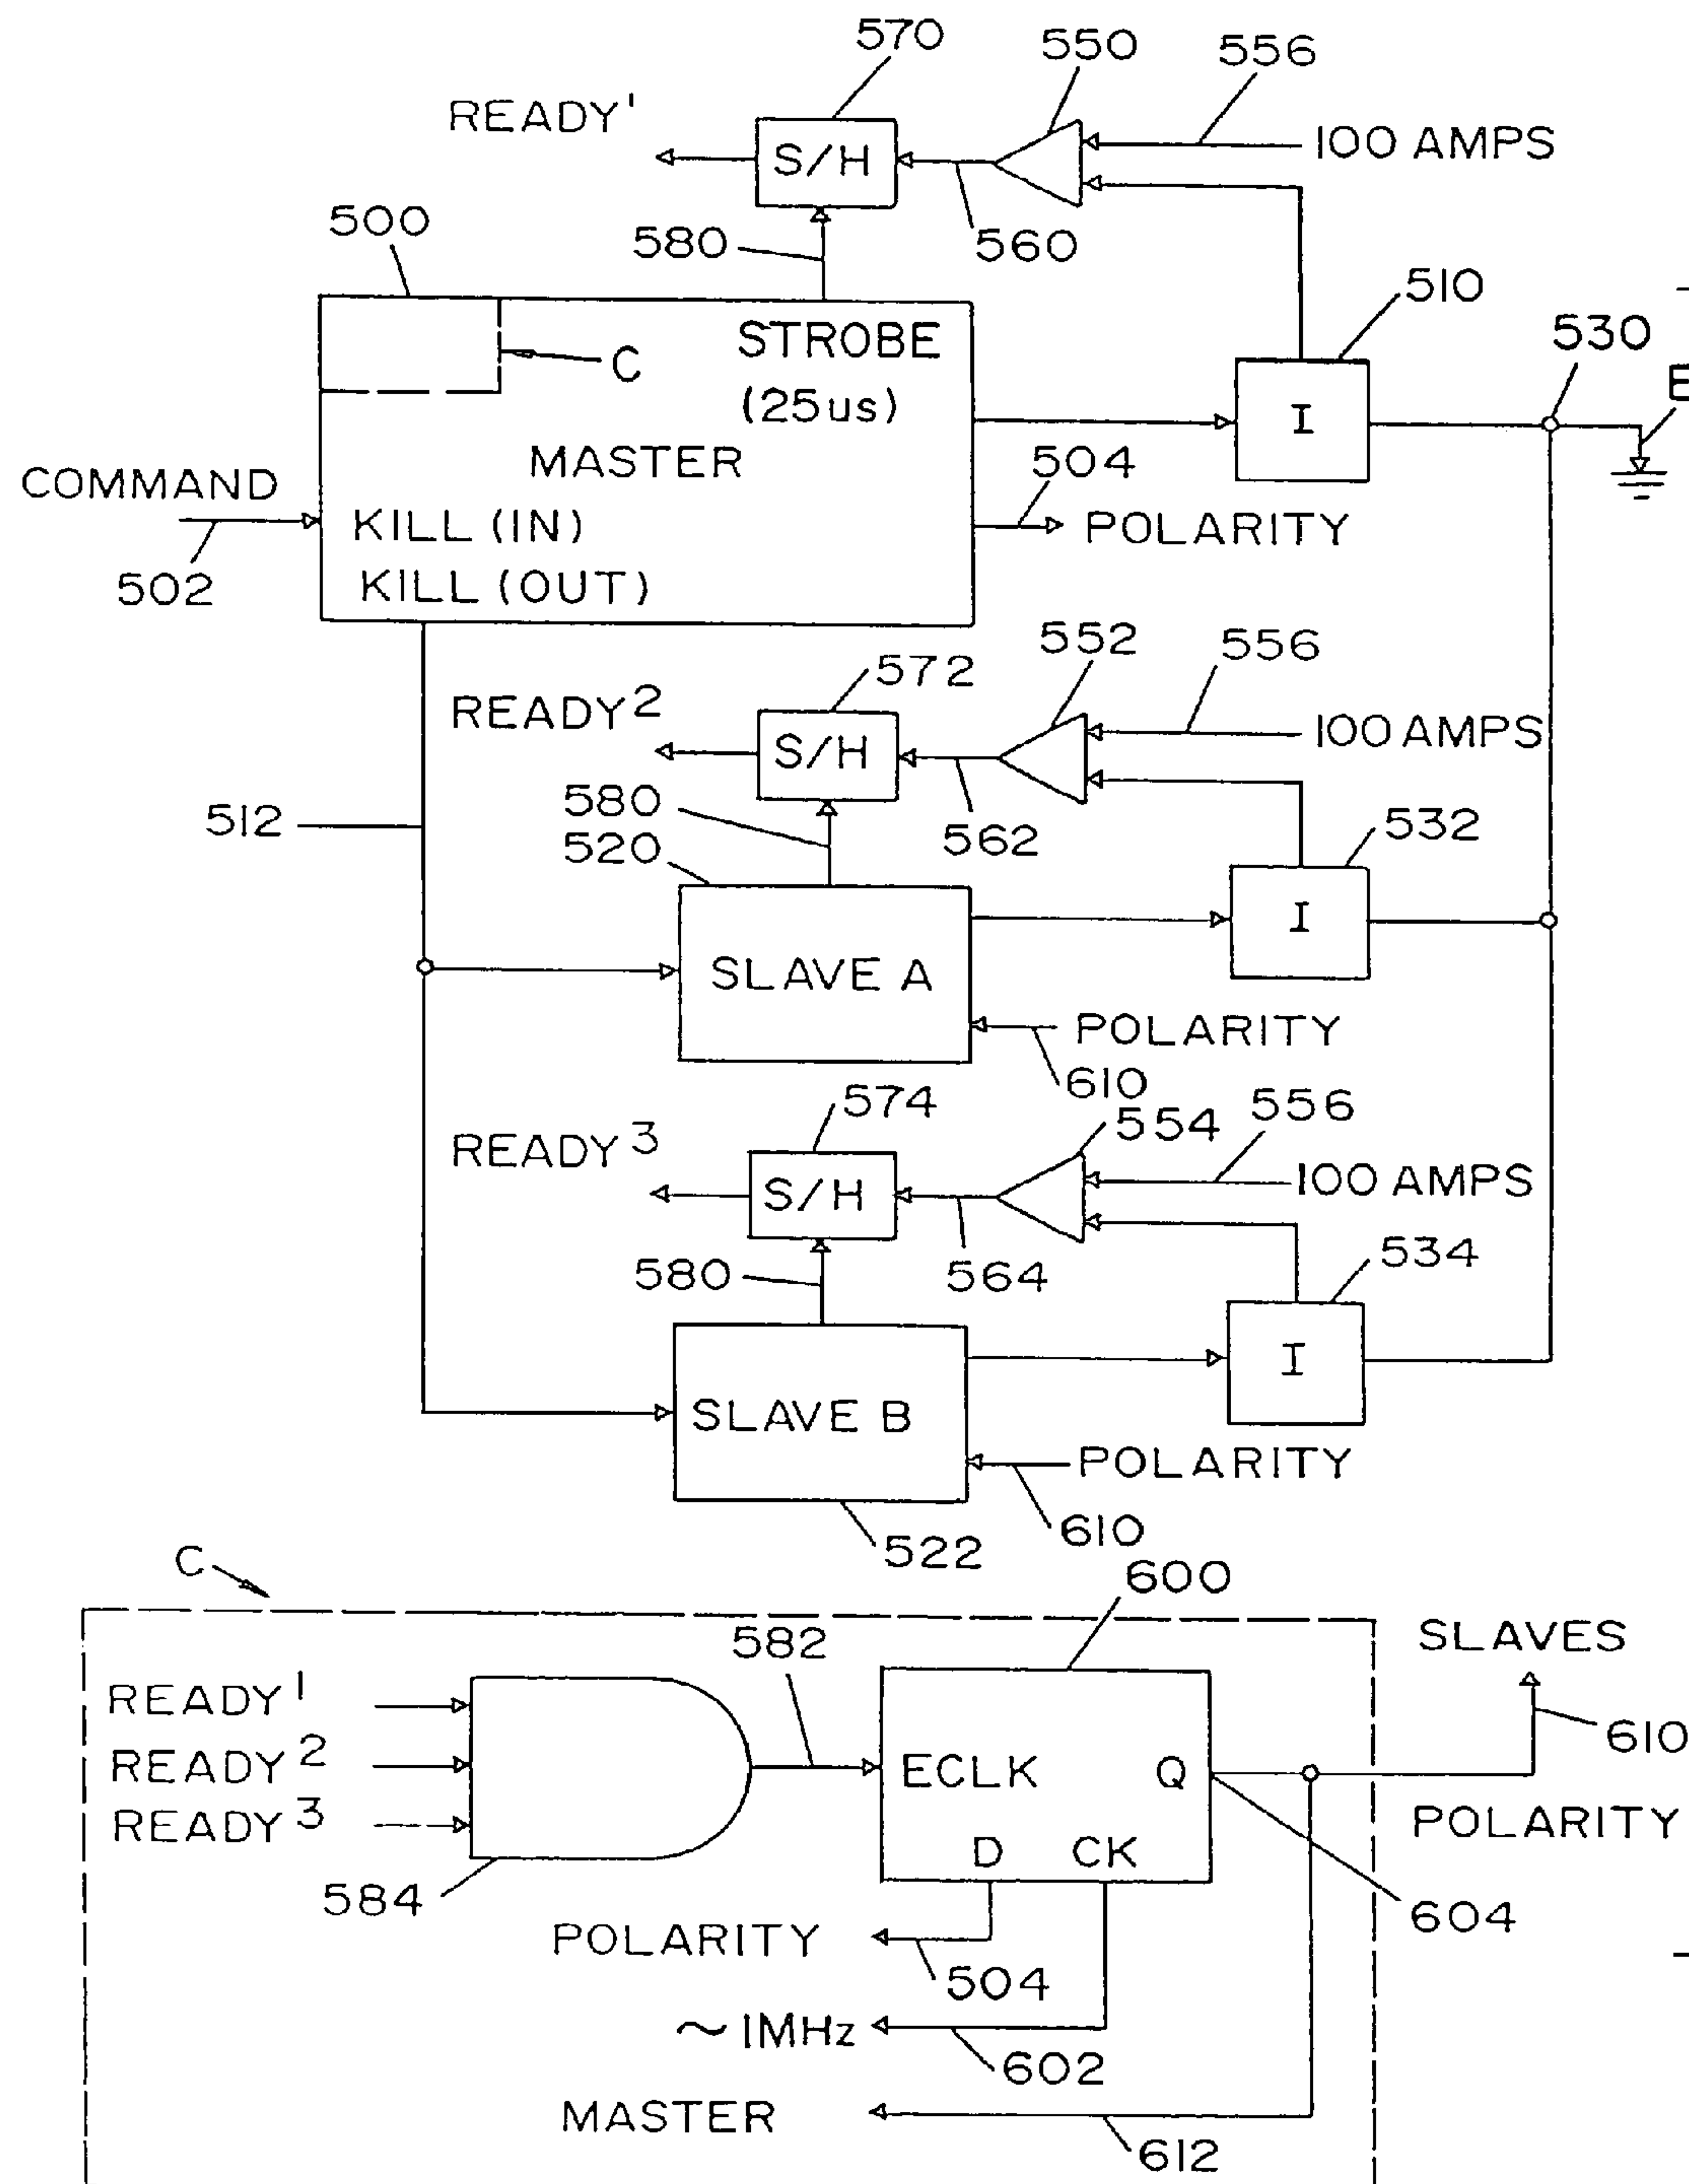 570
550
556
READY1
S/H
100 AMPS
500
580
560
510
530
C
STROBE
(25us)
I
E
MASTER
504
COMMAND
KILL (IN)
POLARITY
502
KILL (OUT)
552
556
572
READY2
S/H
100 AMPS
512
580
562
532
520
I
SLAVE A
POLARITY
610
574
554
556
READY3
S/H
100 AMPS
580
564
534
I
SLAVE B
POLARITY
522
610
C
600
582
SLAVES
READY1
READY2
READY3
ECLK
Q
610
D
CK
POLARITY
584
604
POLARITY
504
~1MHz
602
MASTER
612